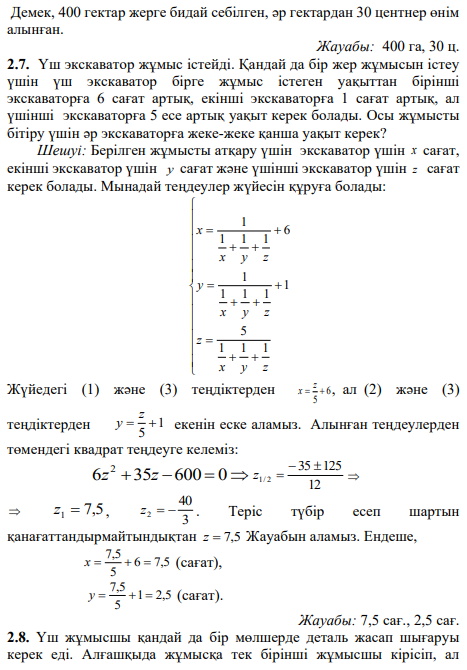 Демек, 400 гектар жерге бидай себілген, әр гектардан 30 центнер өнім
алынған.
Жауабы: 400 га, 30 ц.
2.7. Үш экскаватор жұмыс істейді. Қандай да бір жер жұмысын істеу
үшін үш экскаватор бірге жұмыс істеген уақыттан бірінші
экскаваторға 6 сағат артық, екінші экскаваторға 1 сағат артық, ал
үшінші экскаваторға 5 есе артық уақыт керек болады. Осы жұмысты
бітіру үшін әр экскаваторға жеке-жеке қанша уақыт керек?
Шешуі: Берілген жұмысты атқару үшін экскаватор үшін x сағат,
екінші экскаватор үшін y сағат және үшінші экскаватор үшін z сағат
керек болады. Мынадай теңдеулер жүйесін құруға болады:
x = 1/(1/x + 1/y + 1/z) + 6
y = 1/(1/x + 1/y + 1/z) + 1
z = 5/(1/x + 1/y + 1/z)
Жүйедегі (1) және (3) теңдіктерден x = z/5 + 6, ал (2) және (3)
теңдіктерден y = z/5 + 1 екенін еске аламыз. Алынған теңдеулерден
төмендегі квадрат теңдеуге келеміз:
6z² + 35z − 600 = 0 ⇒ z₁/₂ = (−35 ± 125)/12 ⇒
⇒ z₁ = 7,5, z₂ = −40/3. Теріс түбір есеп шартын
қанағаттандырмайтындықтан z = 7,5 Жауабын аламыз. Ендеше,
x = 7,5/5 + 6 = 7,5 (сағат),
y = 7,5/5 + 1 = 2,5 (сағат).
Жауабы: 7,5 сағ., 2,5 сағ.
2.8. Үш жұмысшы қандай да бір мөлшерде деталь жасап шығаруы
керек еді. Алғашқыда жұмысқа тек бірінші жұмысшы кірісіп, ал